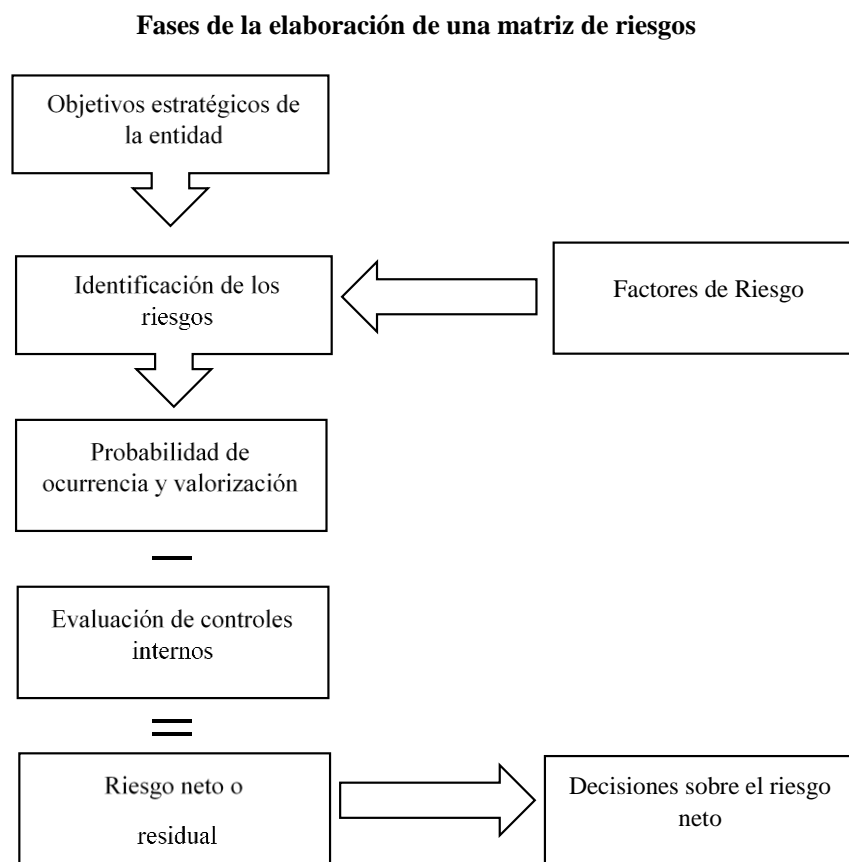 Fases de la elaboración de una matriz de riesgos
Objetivos estratégicos de
la entidad
Identificación de los
riesgos
Factores de Riesgo
Probabilidad de
ocurrencia y valorización
Evaluación de controles
internos
Riesgo neto o
residual
Decisiones sobre el riesgo
neto